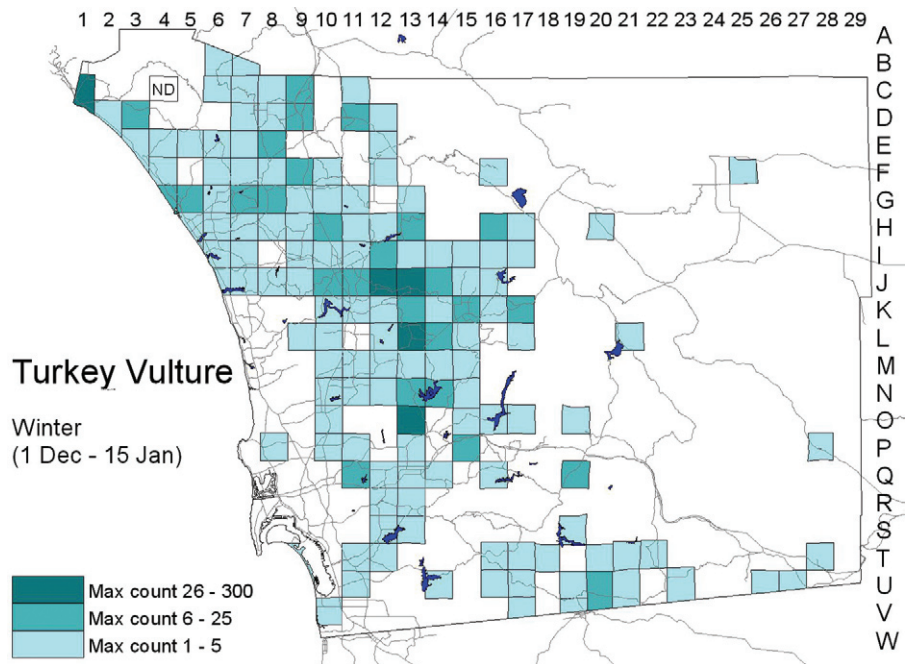 1 2 3 4 5 6 7 8 9 10 11 12 13 14 15 16 17 18 19 20 21 22 23 24 25 26 27 28 29
A
B
C
ND
D
E
F
G
H
I
J
K
L
M
Turkey Vulture
N
O
Winter
(1 Dec - 15 Jan)
P
Q
R
S
T
Max count 26 - 300
U
Max count 6 - 25
V
Max count 1 - 5
W